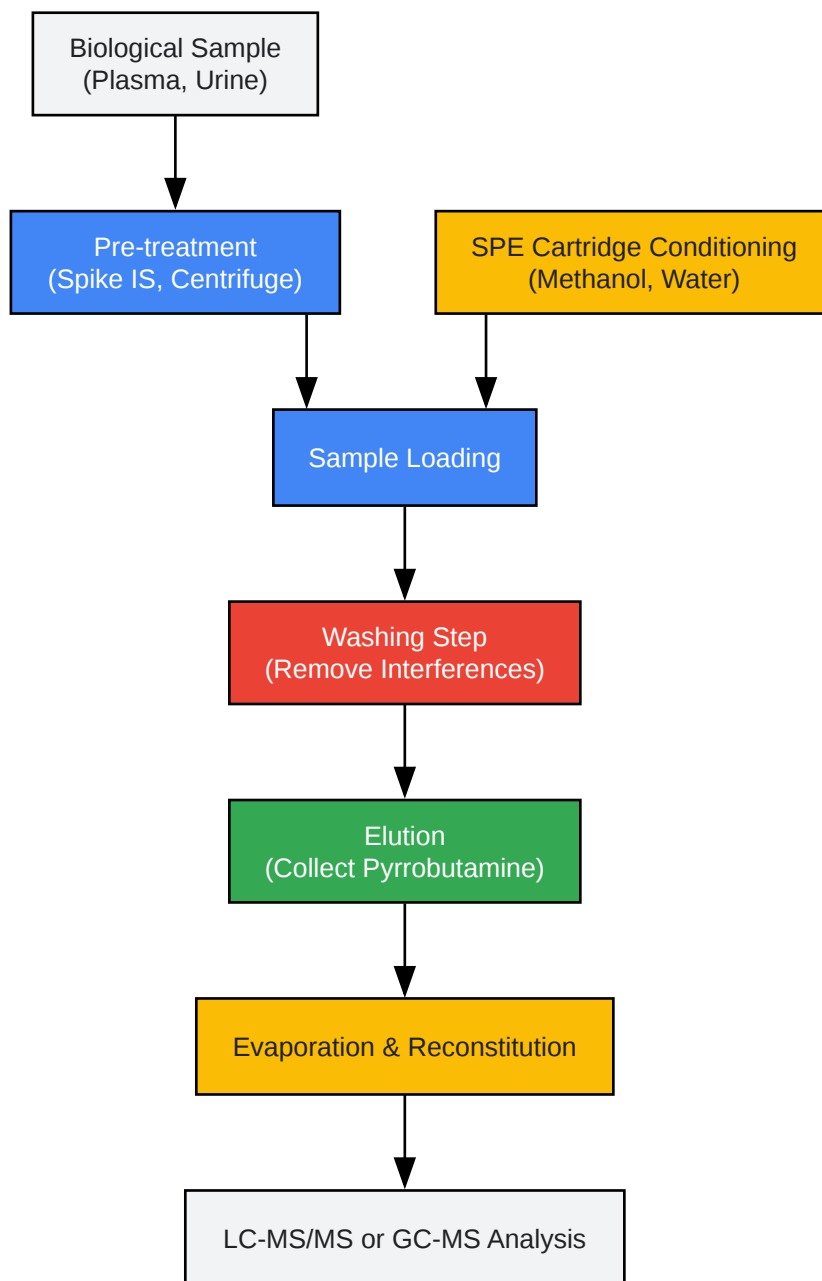 Biological Sample
(Plasma, Urine)
Pre-treatment
(Spike IS, Centrifuge)
SPE Cartridge Conditioning
(Methanol, Water)
Sample Loading
Washing Step
(Remove Interferences)
Elution
(Collect Pyrrobutamine)
Evaporation & Reconstitution
LC-MS/MS or GC-MS Analysis